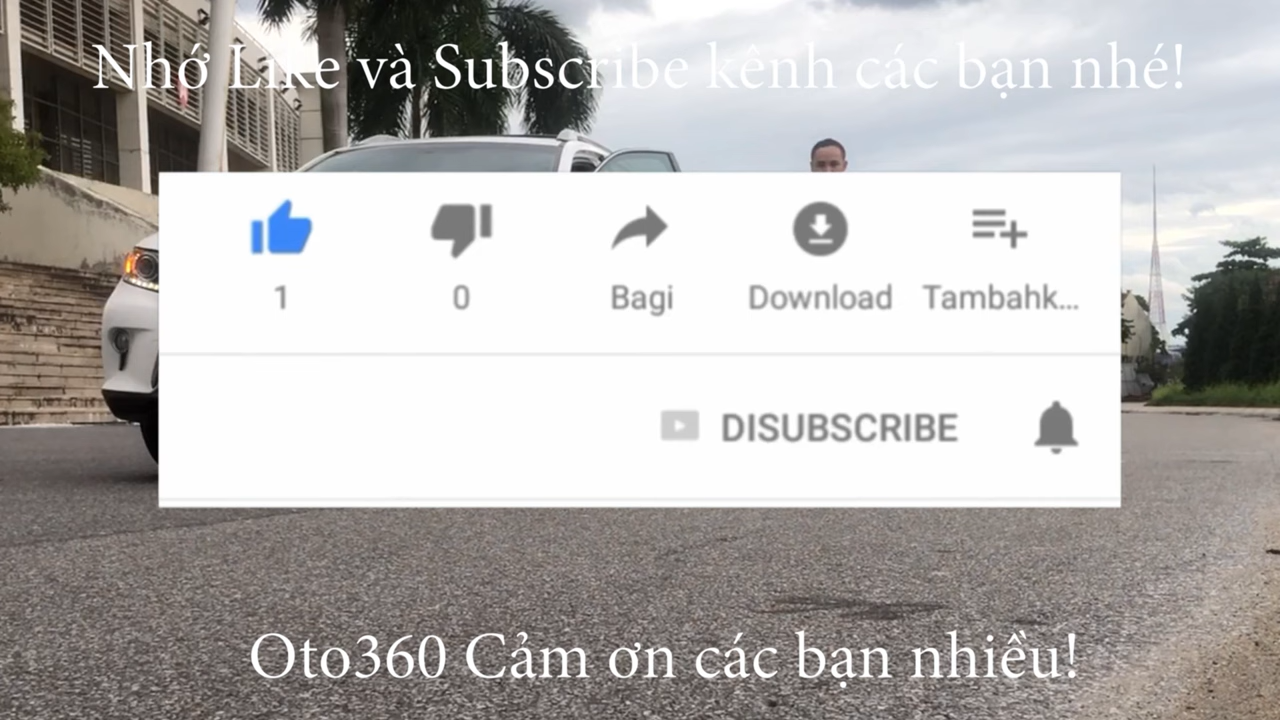 Nhớ Like và Subscribe kênh các bạn nhé!
1 0 Bagi Download Tambahk...
DISUBSCRIBE
Oto360 Cảm ơn các bạn nhiều!